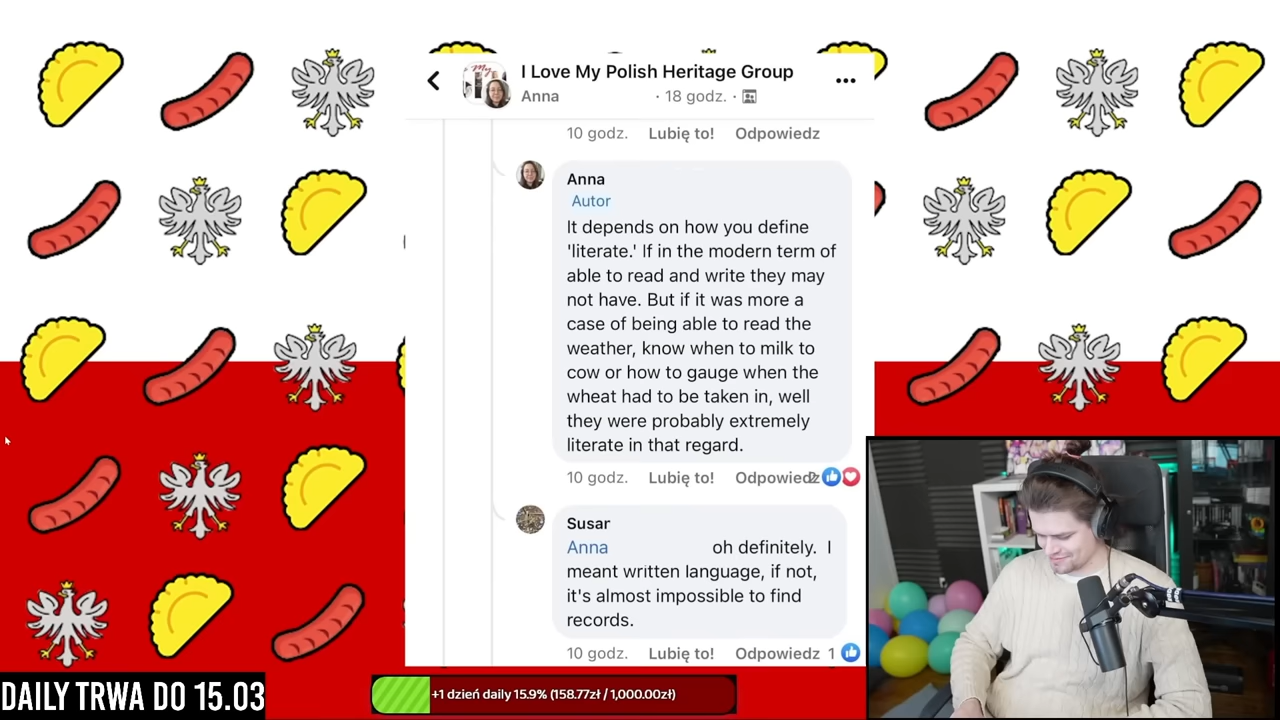 I Love My Polish Heritage Group
Anna · 18 godz. ·
10 godz. Lubię to! Odpowiedz
Anna
Autor
It depends on how you define
'literate.' If in the modern term of
able to read and write they may
not have. But if it was more a
case of being able to read the
weather, know when to milk to
cow or how to gauge when the
wheat had to be taken in, well
they were probably extremely
literate in that regard.
10 godz. Lubię to! Odpowiedz 2
Susar
Anna oh definitely. I
meant written language, if not,
it's almost impossible to find
records.
10 godz. Lubię to! Odpowiedz 1
DAILY TRWA DO 15.03
+1 dzień daily 15.9% (158.77zł / 1,000.00zł)